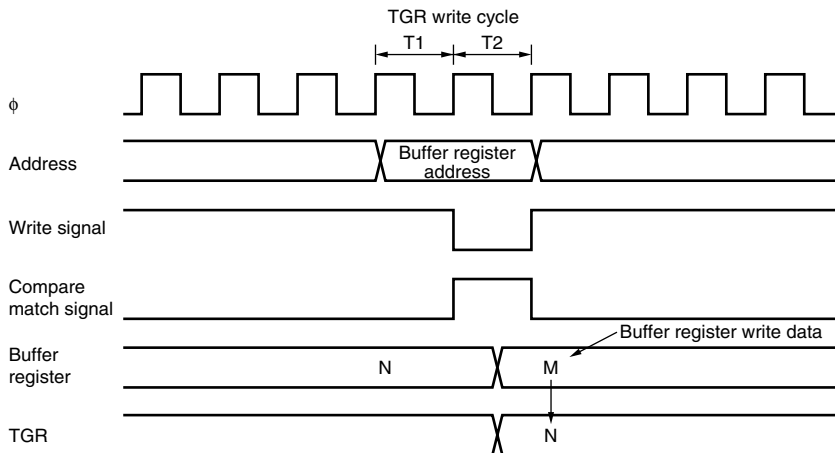 TGR write cycle
T1 T2
ϕ
Address
Buffer register
address
Write signal
Compare
match signal
Buffer register write data
Buffer
register
N M
TGR
N